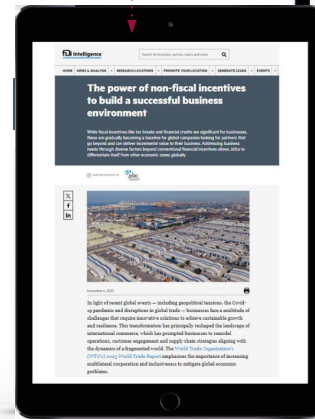 fDi Intelligence
Search for business, sectors, topics and more
HOME NEWS & ANALYSIS RESEARCH LOCATIONS PROMOTE YOUR LOCATION GENERATE LEADS EVENTS
The power of non-fiscal incentives
to build a successful business
environment
While fiscal incentives like tax breaks and financial credits are significant for businesses,
these are gradually becoming a baseline for global companies looking for partners that
go beyond and can deliver incremental value to their business. Addressing business
needs through diverse factors beyond conventional financial incentives allows Jafza to
differentiate itself from other economic zones globally
November 6, 2023
In light of recent global events — including geopolitical tensions, the Covid-
19 pandemic and disruptions in global trade — businesses face a multitude of
challenges that require innovative solutions to achieve sustainable growth
and resilience. This transformation has principally reshaped the landscape of
international commerce, which has prompted businesses to remodel
operations, customer engagement and supply chain strategies aligning with
the dynamics of a fragmented world. The World Trade Organization's
(WTO's) 2023 World Trade Report emphasises the importance of increasing
multilateral cooperation and inclusiveness to mitigate global economic
problems.